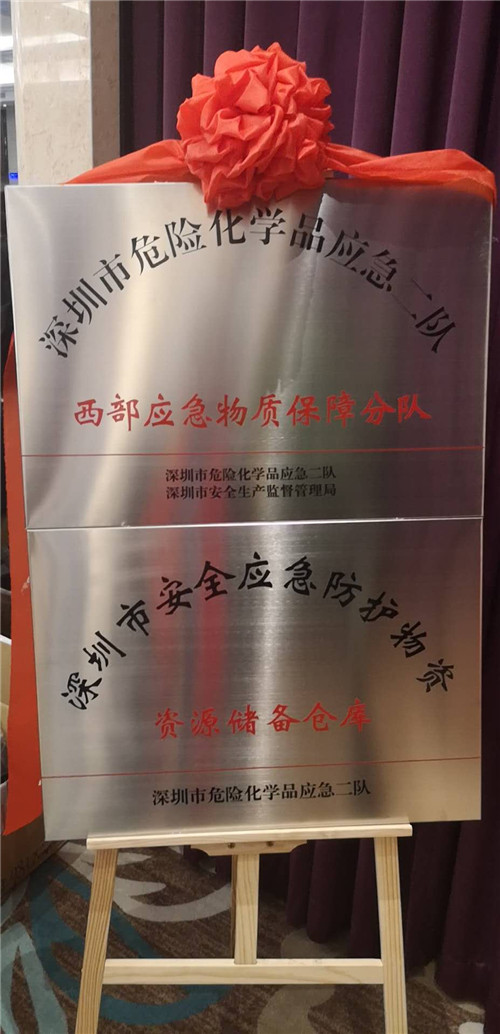 深圳市危险化学品应急二队
西部应急物质保障分队
深圳市危险化学品应急二队
深圳市安全生产监督管理局
深圳市安全应急防护物资
资源储备仓库
深圳市危险化学品应急二队